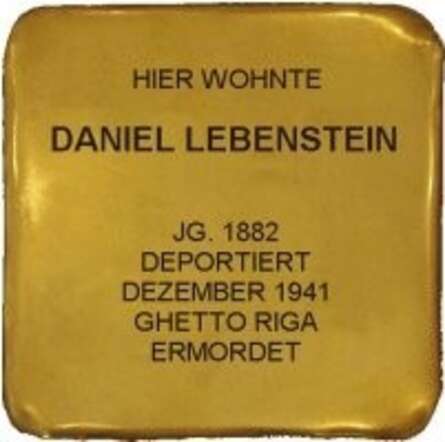 HIER WOHNTE
DANIEL LEBENSTEIN
JG. 1882
DEPORTIERT
DEZEMBER 1941
GHETTO RIGA
ERMORDET